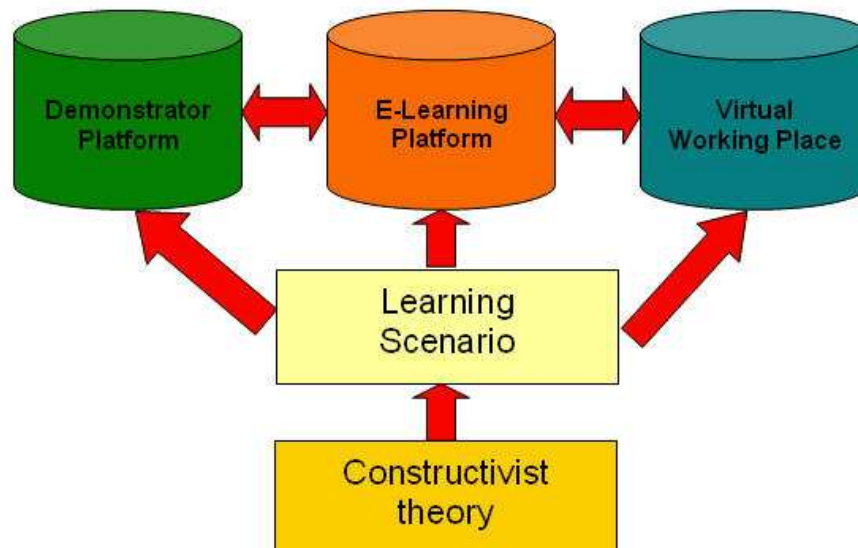 Demonstrator
Platform
E-Learning
Platform
Virtual
Working Place
Learning
Scenario
Constructivist
theory